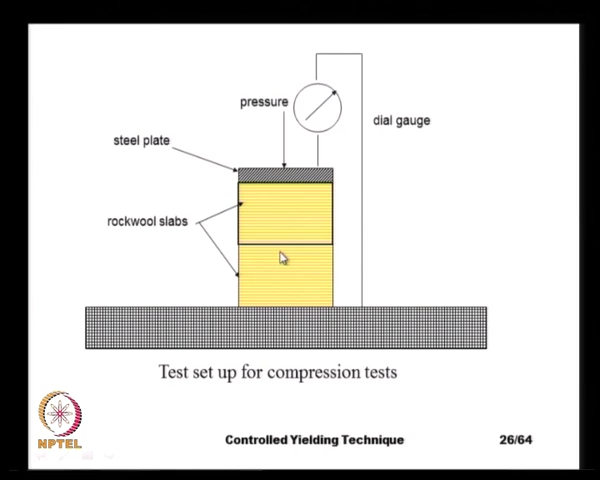 pressure
dial gauge
steel plate
rockwool slabs
Test set up for compression tests
NPTEL
Controlled Yielding Technique
26/64